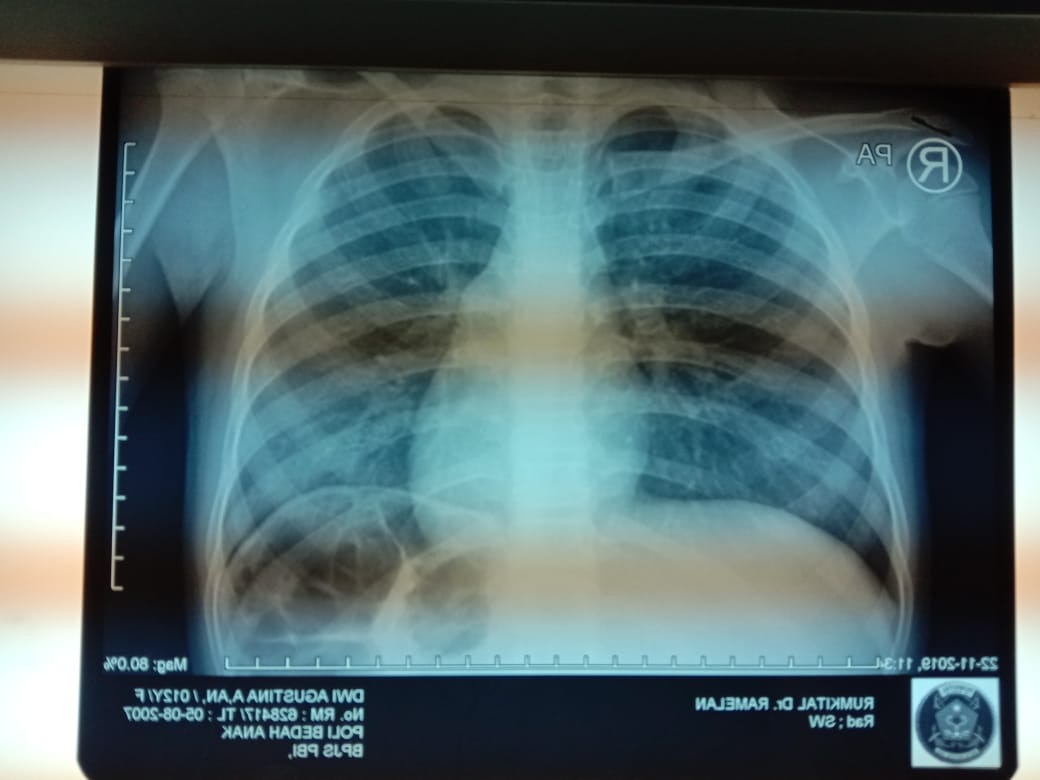 R
PA
22-11-2019, 11:34
Mag: 80.0%
RUMKITAL Dr. RAMELAN
Rad ; SW
DWI AGUSTINA A,AN, / 012Y/ F
No. RM : 628417/ TL : 05-08-2007
POLI BEDAH ANAK
BPJS PBI,